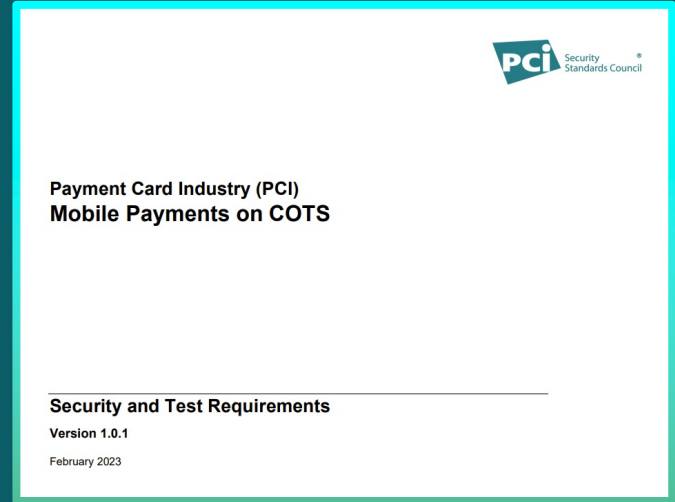 PCI Security ®
Standards Council
Payment Card Industry (PCI)
Mobile Payments on COTS
Security and Test Requirements
Version 1.0.1
February 2023